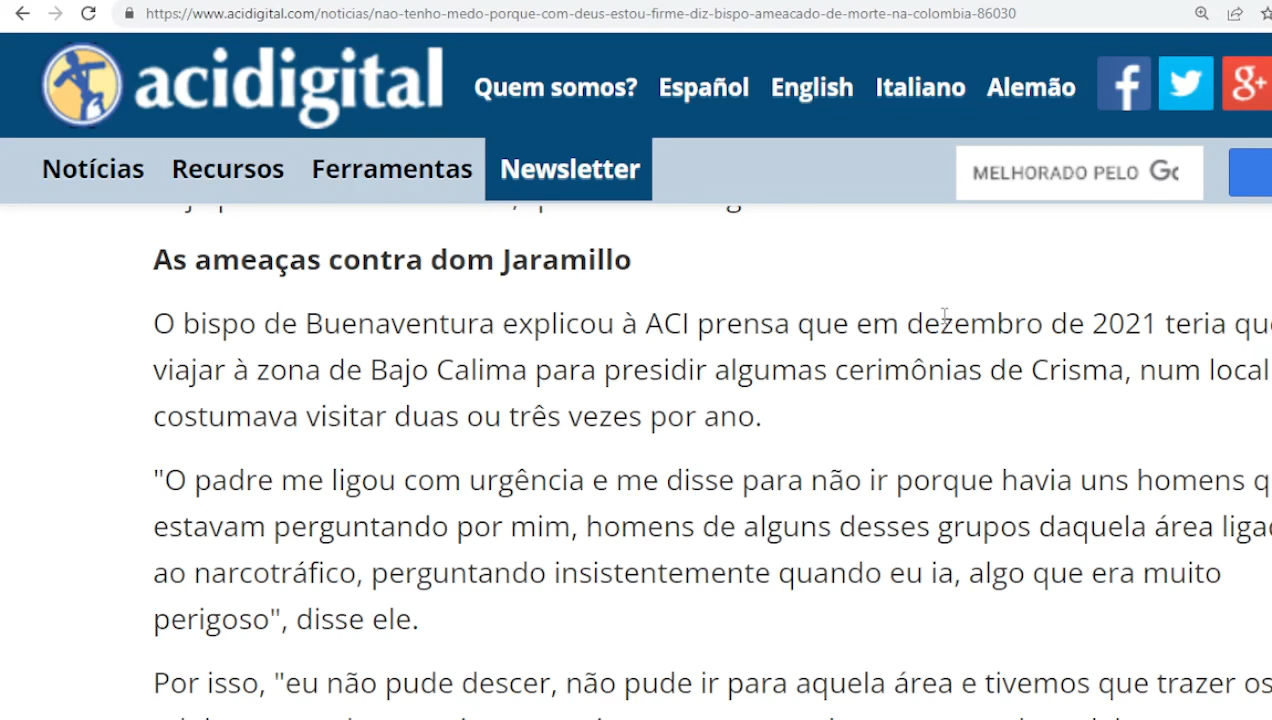 https://www.acidigital.com/noticias/nao-tenho-medo-porque-com-deus-estou-firme-diz-bispo-ameacado-de-morte-na-colombia-86030
acidigital Quem somos? Español English Italiano Alemão
Notícias Recursos Ferramentas Newsletter MELHORADO PELO
As ameaças contra dom Jaramillo
O bispo de Buenaventura explicou à ACI prensa que em dezembro de 2021 teria que
viajar à zona de Bajo Calima para presidir algumas cerimônias de Crisma, num local
costumava visitar duas ou três vezes por ano.
"O padre me ligou com urgência e me disse para não ir porque havia uns homens q
estavam perguntando por mim, homens de alguns desses grupos daquela área liga
ao narcotráfico, perguntando insistentemente quando eu ia, algo que era muito
perigoso", disse ele.
Por isso, "eu não pude descer, não pude ir para aquela área e tivemos que trazer os